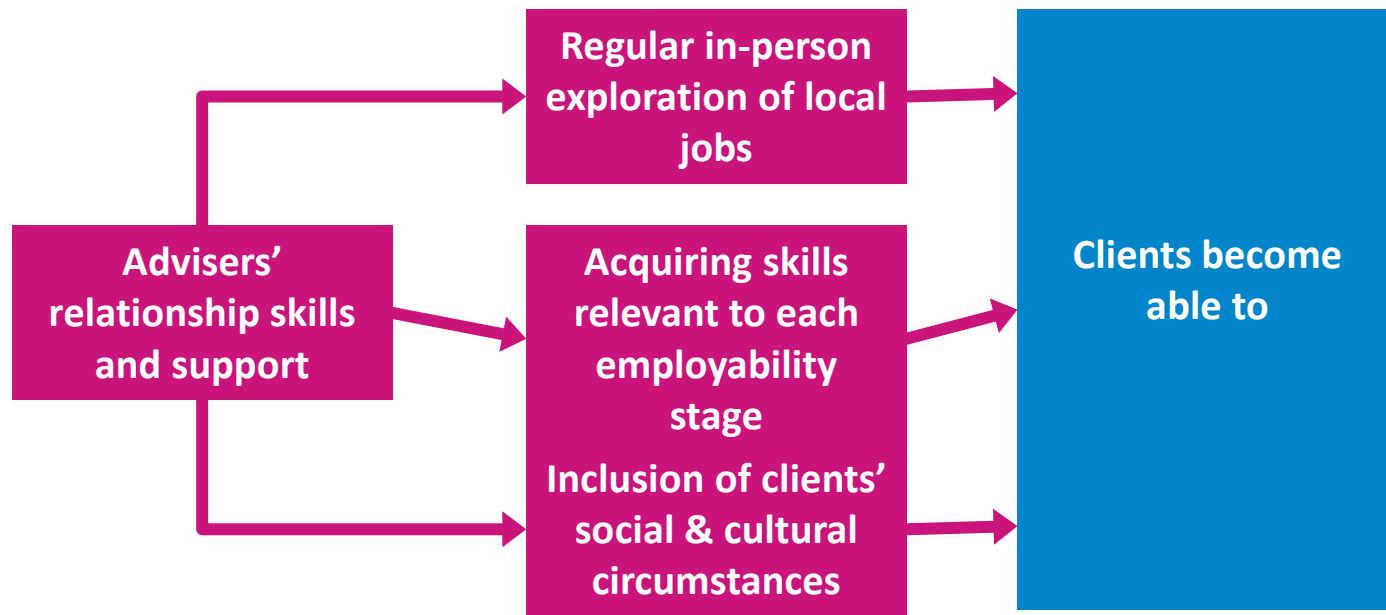 Regular in-person
exploration of local
jobs
Advisers’
relationship skills
and support
Acquiring skills
relevant to each
employability
stage
Inclusion of clients’
social & cultural
circumstances
Clients become
able to